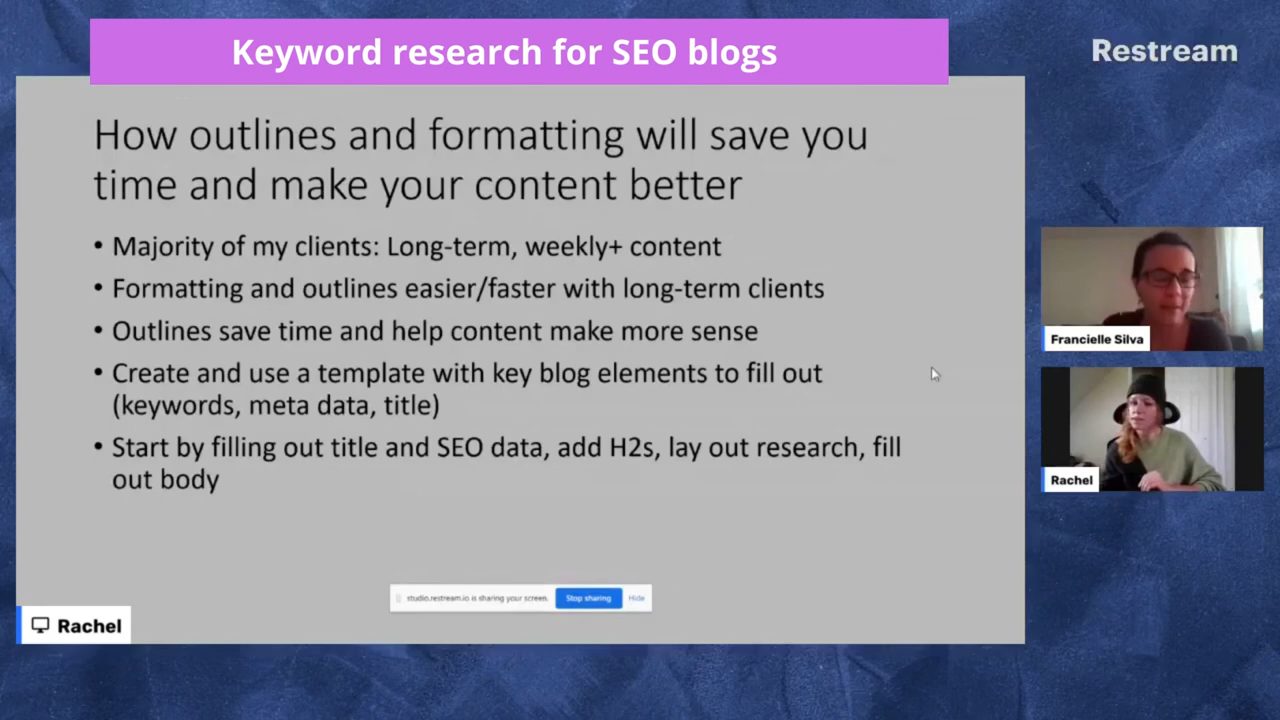 Keyword research for SEO blogs
Restream
How outlines and formatting will save you
time and make your content better
• Majority of my clients: Long-term, weekly+ content
• Formatting and outlines easier/faster with long-term clients
• Outlines save time and help content make more sense
• Create and use a template with key blog elements to fill out
(keywords, meta data, title)
• Start by filling out title and SEO data, add H2s, lay out research, fill
out body
Francielle Silva
Rachel
studio.restream.io is sharing your screen.
Stop sharing
Hide
Rachel